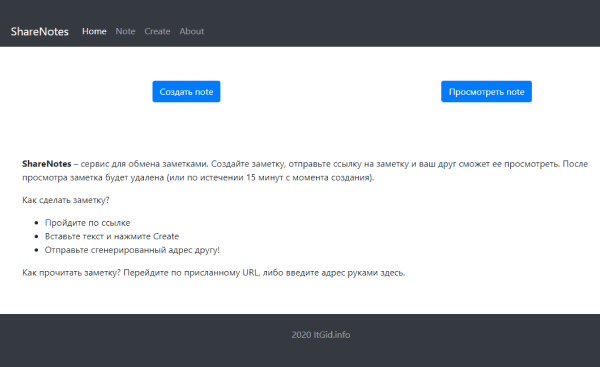 ShareNotes Home Note Create About
Создать note Просмотреть note
ShareNotes – сервис для обмена заметками. Создайте заметку, отправьте ссылку на заметку и ваш друг сможет ее просмотреть. После
просмотра заметка будет удалена (или по истечении 15 минут с момента создания).
Как сделать заметку?
• Пройдите по ссылке
• Вставьте текст и нажмите Create
• Отправьте сгенерированный адрес другу!
Как прочитать заметку? Перейдите по присланному URL, либо введите адрес руками здесь.
2020 ItGid.info